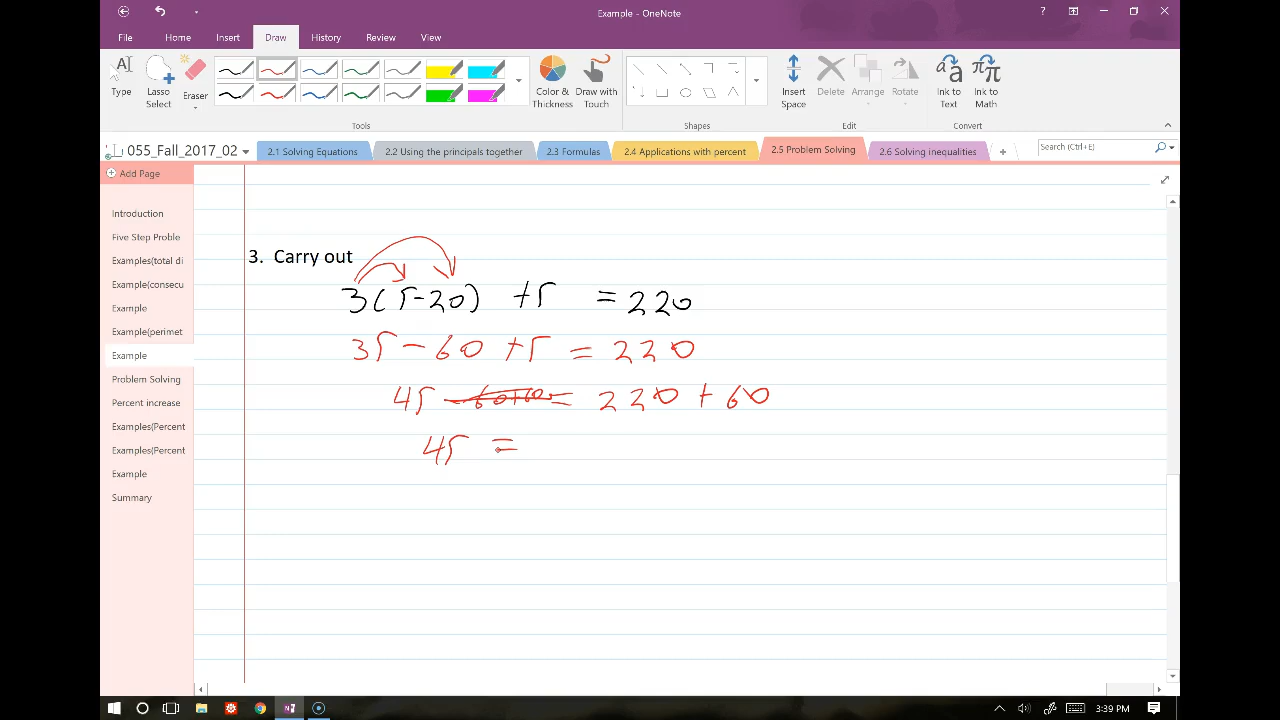 Example - OneNote
File Home Insert Draw History Review View
Type Lasso Select Eraser Color & Thickness Draw with Touch Insert Space Delete Arrange Rotate Ink to Text Ink to Math
Tools Shapes Edit Convert
055_Fall_2017_02 2.1 Solving Equations 2.2 Using the principals together 2.3 Formulas 2.4 Applications with percent 2.5 Problem Solving 2.6 Solving inequalities + Search (Ctrl+E)
Add Page
Introduction
Five Step Proble
Examples(total di
Example(consecu
Example
Example(perimet
Example
Problem Solving
Percent increase
Examples(Percent
Examples(Percent
Example
Summary
3. Carry out
3(r-20) +r = 220
3r - 60 +r = 220
4r - 60+60 = 220 + 60
4r =
3:39 PM